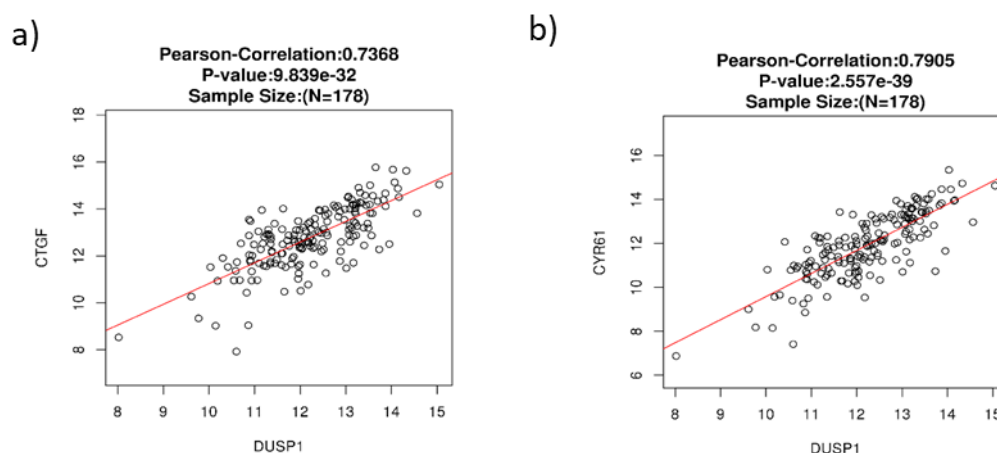 a)
Pearson-Correlation:0.7368
P-value:9.839e-32
Sample Size:(N=178)
CTGF
18
16
14
12
10
8
8 9 10 11 12 13 14 15
DUSP1
b)
Pearson-Correlation:0.7905
P-value:2.557e-39
Sample Size:(N=178)
CYR61
16
14
12
10
8
6
8 9 10 11 12 13 14 15
DUSP1